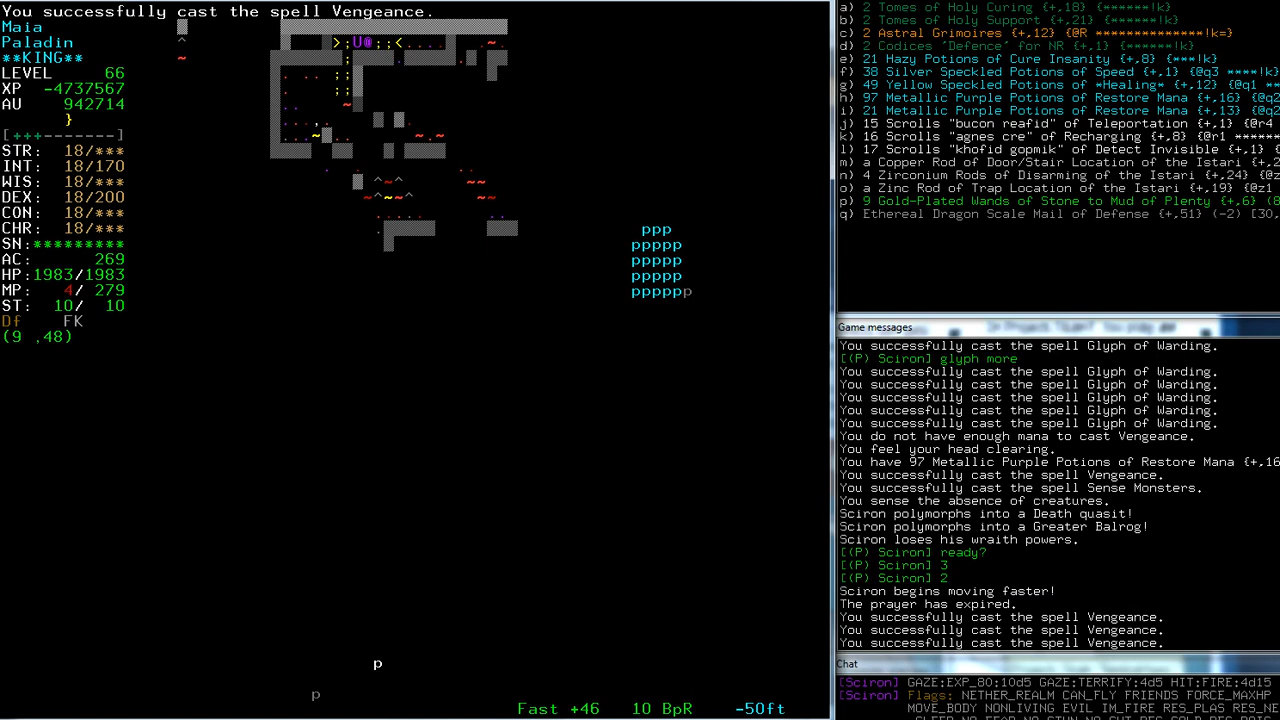 You successfully cast the spell Vengeance.
Maia
Paladin
**KING**
LEVEL 66
XP -4737567
AU 942714
}
[+++-------]
STR: 18/***
INT: 18/170
WIS: 18/***
DEX: 18/200
CON: 18/***
CHR: 18/***
SN:*********
AC: 269
HP:1983/1983
MP: 4/ 279
ST: 10/ 10
Df FK
(9 ,48)
ppp
ppppp
ppppp
ppppp
pppppp
p
p
Fast +46 10 BpR -50ft
a) 2 Tomes of Holy Curing {+,18} {******!k}
b) 2 Tomes of Holy Support {+,21} {******!k}
c) 2 Astral Grimoires {+,12} {@R **************!k=}
d) 2 Codices 'Defence' for NR {+,1} {******!k}
e) 21 Hazy Potions of Cure Insanity {+,8} {***!k}
f) 38 Silver Speckled Potions of Speed {+,1} {@q3 ****!k}
g) 49 Yellow Speckled Potions of *Healing* {+,12} {@q1
h) 97 Metallic Purple Potions of Restore Mana {+,16} {@q2
i) 21 Metallic Purple Potions of Restore Mana {+,13} {@q2
j) 15 Scrolls "bucon reafid" of Teleportation {+,1} {@r4
k) 16 Scrolls "agnes cre" of Recharging {+,8} {@r1 ******
l) 17 Scrolls "khofid gopmik" of Detect Invisible {+,1} {
m) a Copper Rod of Door/Stair Location of the Istari {+,2
n) 4 Zirconium Rods of Disarming of the Istari {+,24} {@z
o) a Zinc Rod of Trap Location of the Istari {+,19} {@z1
p) 9 Gold-Plated Wands of Stone to Mud of Plenty {+,6} (8
q) Ethereal Dragon Scale Mail of Defense {+,51} (-2) [30,
Game messages
You successfully cast the spell Glyph of Warding.
[(P) Sciron] glyph more
You successfully cast the spell Glyph of Warding.
You successfully cast the spell Glyph of Warding.
You successfully cast the spell Glyph of Warding.
You successfully cast the spell Glyph of Warding.
You successfully cast the spell Glyph of Warding.
You do not have enough mana to cast Vengeance.
You feel your head clearing.
You have 97 Metallic Purple Potions of Restore Mana {+,16
You successfully cast the spell Vengeance.
You successfully cast the spell Sense Monsters.
You sense the absence of creatures.
Sciron polymorphs into a Death quasit!
Sciron polymorphs into a Greater Balrog!
Sciron loses his wraith powers.
[(P) Sciron] ready?
[(P) Sciron] 3
[(P) Sciron] 2
Sciron begins moving faster!
The prayer has expired.
You successfully cast the spell Vengeance.
You successfully cast the spell Vengeance.
You successfully cast the spell Vengeance.
Chat
[Sciron] GAZE:EXP_80:10d5 GAZE:TERRIFY:4d5 HIT:FIRE:4d15
[Sciron] Flags: NETHER_REALM CAN_FLY FRIENDS FORCE_MAXHP
MOVE_BODY NONLIVING EVIL IM_FIRE RES_PLAS RES_NE